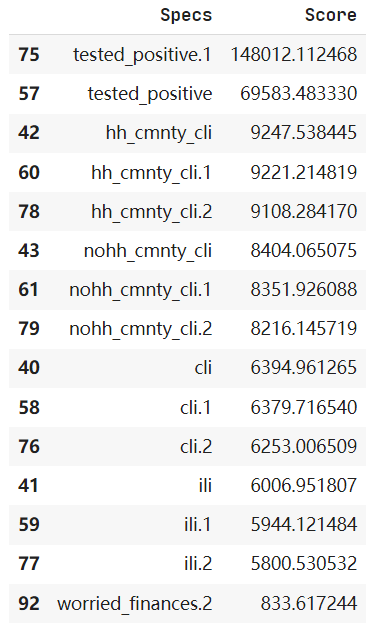 Specs Score
75 tested_positive.1 148012.112468
57 tested_positive 69583.483330
42 hh_cmnty_cli 9247.538445
60 hh_cmnty_cli.1 9221.214819
78 hh_cmnty_cli.2 9108.284170
43 nohh_cmnty_cli 8404.065075
61 nohh_cmnty_cli.1 8351.926088
79 nohh_cmnty_cli.2 8216.145719
40 cli 6394.961265
58 cli.1 6379.716540
76 cli.2 6253.006509
41 ili 6006.951807
59 ili.1 5944.121484
77 ili.2 5800.530532
92 worried_finances.2 833.617244